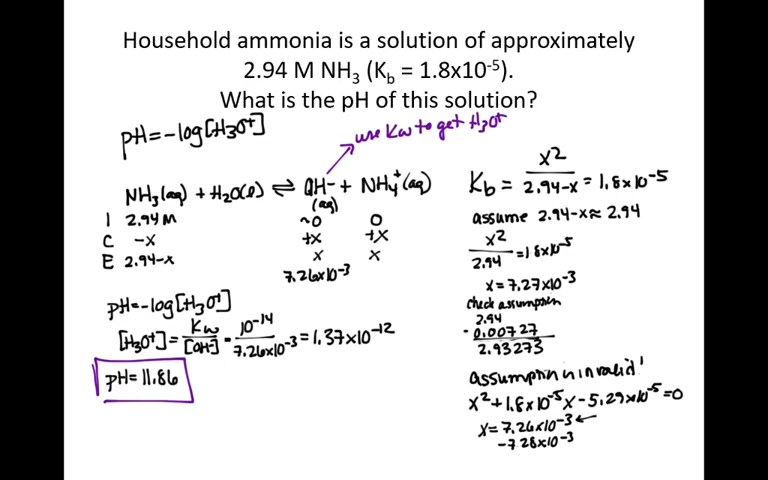 Household ammonia is a solution of approximately
2.94 M NH₃ (K_b = 1.8x10⁻⁵).
What is the pH of this solution?
pH=-log[H₃O⁺]
use Kw to get H₃O⁺
NH₃(aq) + H₂O(l) ⇌ OH⁻ + NH₄⁺(aq)
(aq)
I 2.94M ~0 0
C -x +x +x
E 2.94-x x x
7.26x10⁻³
pH=-log[H₃O⁺]
[H₃O⁺] = Kw/[OH⁻] = 10⁻¹⁴/7.26x10⁻³ = 1.37x10⁻¹²
pH=11.86
K_b = x²/2.94-x = 1.8x10⁻⁵
assume 2.94-x≈2.94
x²/2.94 = 1.8x10⁻⁵
x=7.27x10⁻³
check assumption
2.94
- 0.00727
2.93273
assumption is invalid!
x²+1.8x10⁻⁵x-5.29x10⁻⁵=0
x=7.26x10⁻³ ←
-7.28x10⁻³